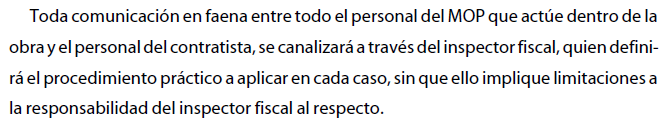 Toda comunicación en faena entre todo el personal del MOP que actúe dentro de la
obra y el personal del contratista, se canalizará a través del inspector fiscal, quien defini-
rá el procedimiento práctico a aplicar en cada caso, sin que ello implique limitaciones a
la responsabilidad del inspector fiscal al respecto.